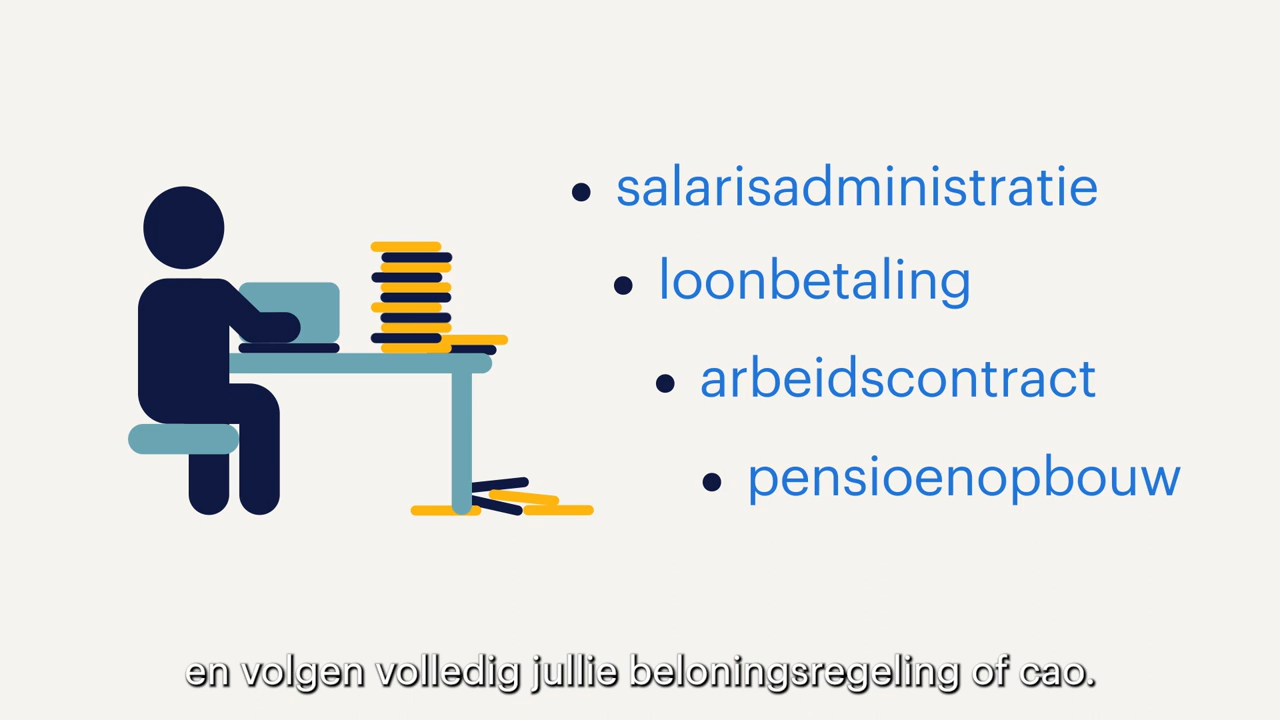 salarisadministratie
loonbetaling
arbeidscontract
pensioenopbouw
en volgen volledig jullie beloningsregeling of cao.